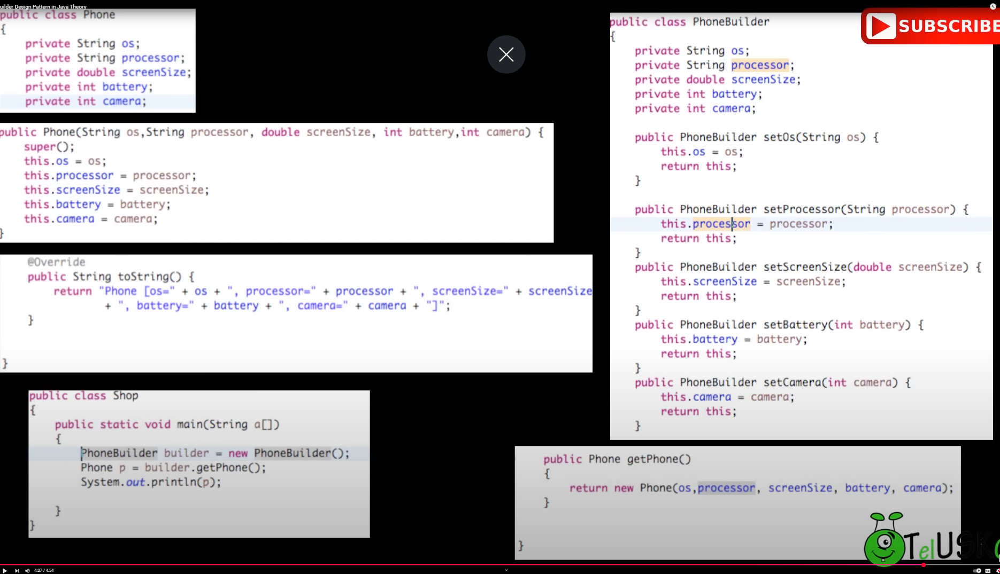 uilder Design Pattern in Java Theory
public class Phone
{
private String os;
private String processor;
private double screenSize;
private int battery;
private int camera;
public Phone(String os,String processor, double screenSize, int battery,int camera) {
super();
this.os = os;
this.processor = processor;
this.screenSize = screenSize;
this.battery = battery;
this.camera = camera;
}
@Override
public String toString() {
return "Phone [os=" + os + ", processor=" + processor + ", screenSize=" + screenSize
+ ", battery=" + battery + ", camera=" + camera + "]";
}
}
public class Shop
{
public static void main(String a[])
{
PhoneBuilder builder = new PhoneBuilder();
Phone p = builder.getPhone();
System.out.println(p);
}
}
SUBSCRIBE
public class PhoneBuilder
{
private String os;
private String processor;
private double screenSize;
private int battery;
private int camera;
public PhoneBuilder setOs(String os) {
this.os = os;
return this;
}
public PhoneBuilder setProcessor(String processor) {
this.processor = processor;
return this;
}
public PhoneBuilder setScreenSize(double screenSize) {
this.screenSize = screenSize;
return this;
}
public PhoneBuilder setBattery(int battery) {
this.battery = battery;
return this;
}
public PhoneBuilder setCamera(int camera) {
this.camera = camera;
return this;
}
public Phone getPhone()
{
return new Phone(os,processor, screenSize, battery, camera);
}
}
TelUSK
4:27 / 4:54